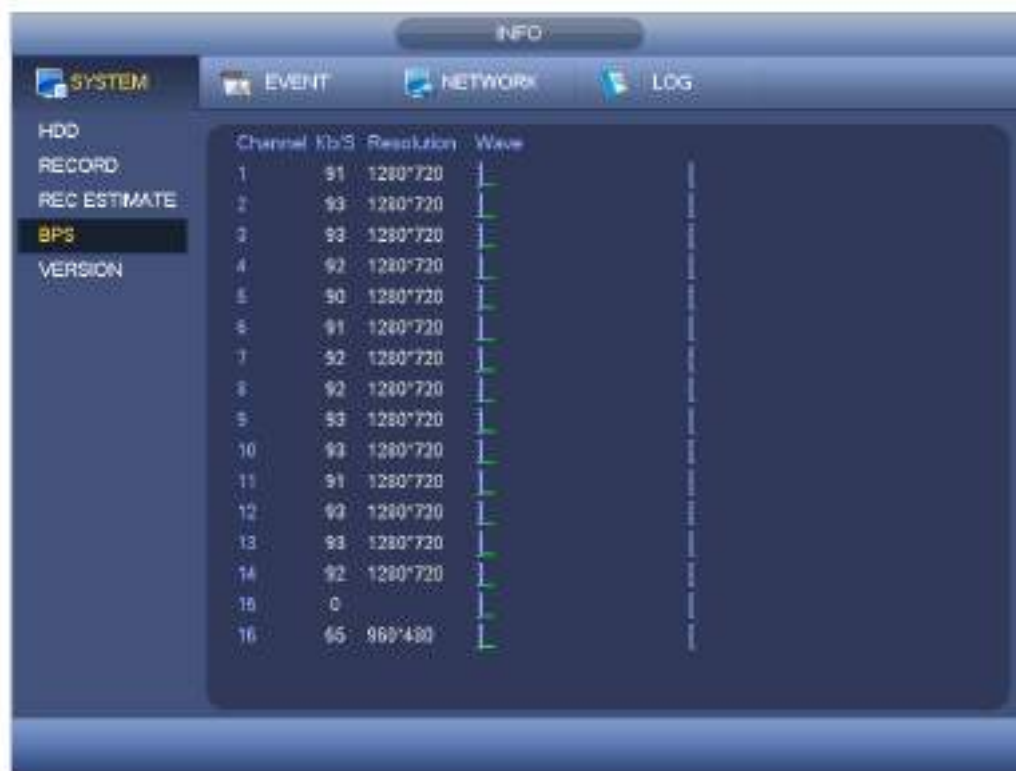 INFO
SYSTEM EVENT NETWORK LOG
HDD
RECORD
REC ESTIMATE
BPS
VERSION
Channel Kb/S Resolution Wave
1 91 1280*720
2 93 1280*720
3 93 1280*720
4 92 1280*720
5 90 1280*720
6 91 1280*720
7 92 1280*720
8 92 1280*720
9 93 1280*720
10 93 1280*720
11 91 1280*720
12 93 1280*720
13 93 1280*720
14 92 1280*720
15 0
16 65 960*480